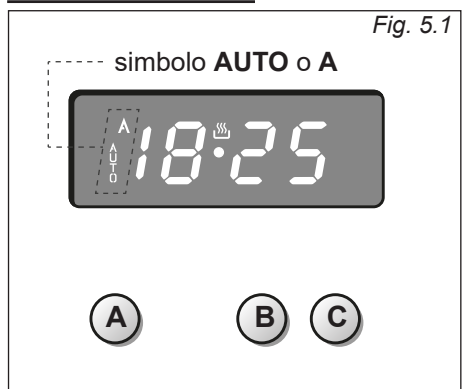 Fig. 5.1
simbolo AUTO o A
A
AUTO
18:25
A B C